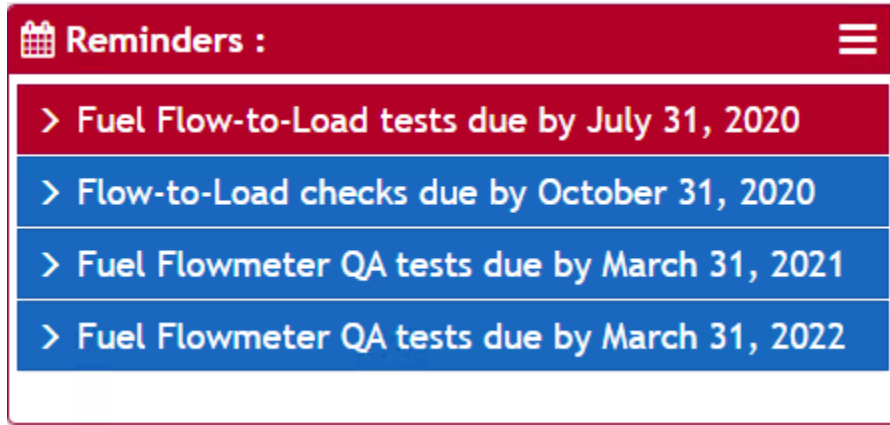 Reminders :
> Fuel Flow-to-Load tests due by July 31, 2020
> Flow-to-Load checks due by October 31, 2020
> Fuel Flowmeter QA tests due by March 31, 2021
> Fuel Flowmeter QA tests due by March 31, 2022